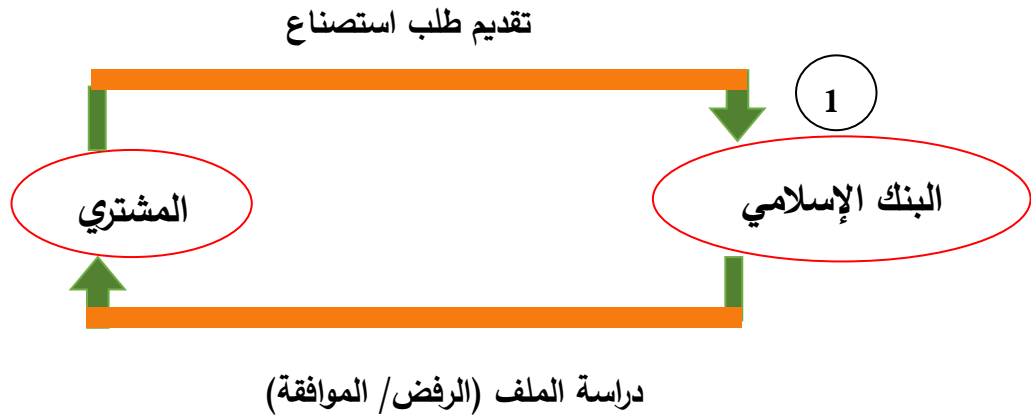 تقديم طلب استصناع
1
البنك الإسلامي
المشتري
دراسة الملف (الرفض/ الموافقة)